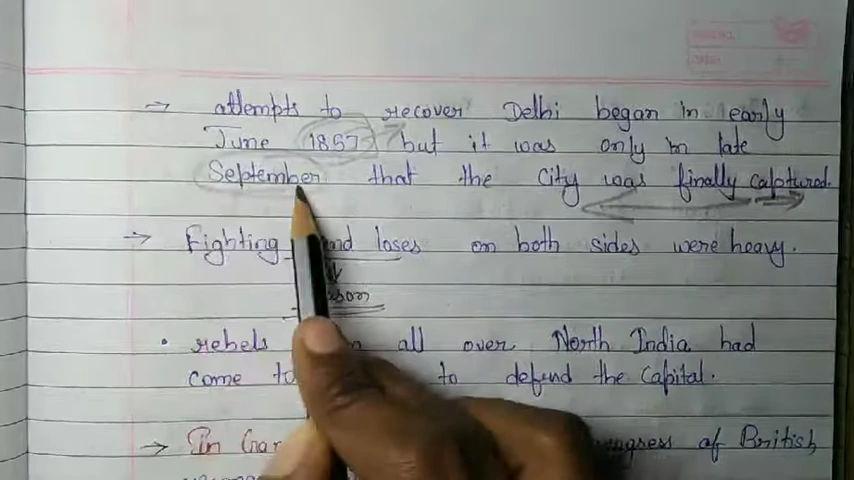 → attempts to recover Delhi began in early
June 1857 but it was only in late
September that the City was finally captured.
→ Fighting and loses on both sides were heavy.
• rebels all over North India had
come to defend the Capital.
→ In of British,